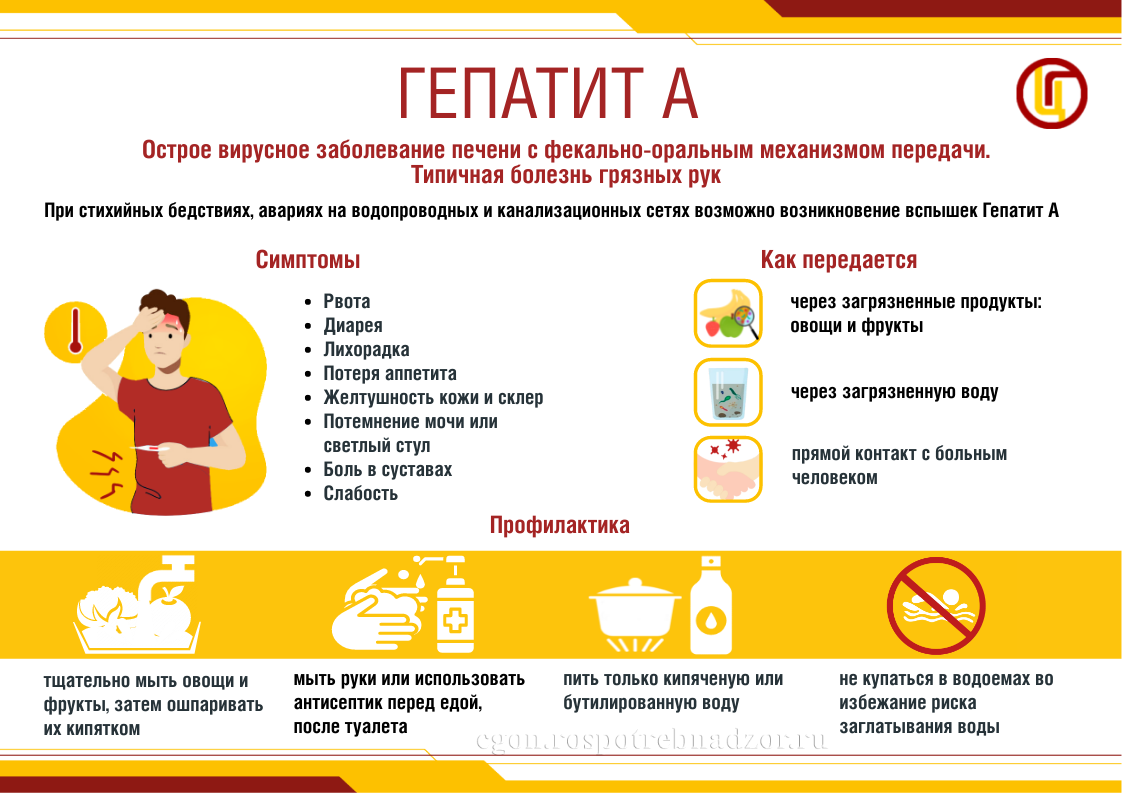 ГЕПАТИТ А
Острое вирусное заболевание печени с фекально-оральным механизмом передачи.
Типичная болезнь грязных рук
При стихийных бедствиях, авариях на водопроводных и канализационных сетях возможно возникновение вспышек Гепатит А
Симптомы
• Рвота
• Диарея
• Лихорадка
• Потеря аппетита
• Желтушность кожи и склер
• Потемнение мочи или
светлый стул
• Боль в суставах
• Слабость
Как передается
через загрязненные продукты:
овощи и фрукты
через загрязненную воду
прямой контакт с больным
человеком
Профилактика
тщательно мыть овощи и
фрукты, затем ошпаривать
их кипятком
мыть руки или использовать
антисептик перед едой,
после туалета
пить только кипяченую или
бутилированную воду
не купаться в водоемах во
избежание риска
заглатывания воды
cgon.rospotrebnadzor.ru